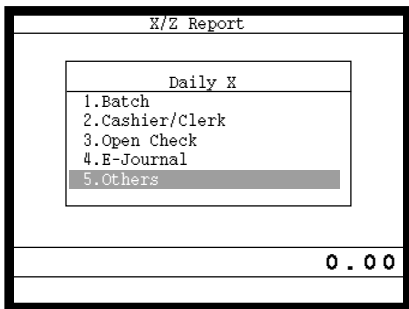 X/Z Report
Daily X
1.Batch
2.Cashier/Clerk
3.Open Check
4.E-Journal
5.Others
0.00